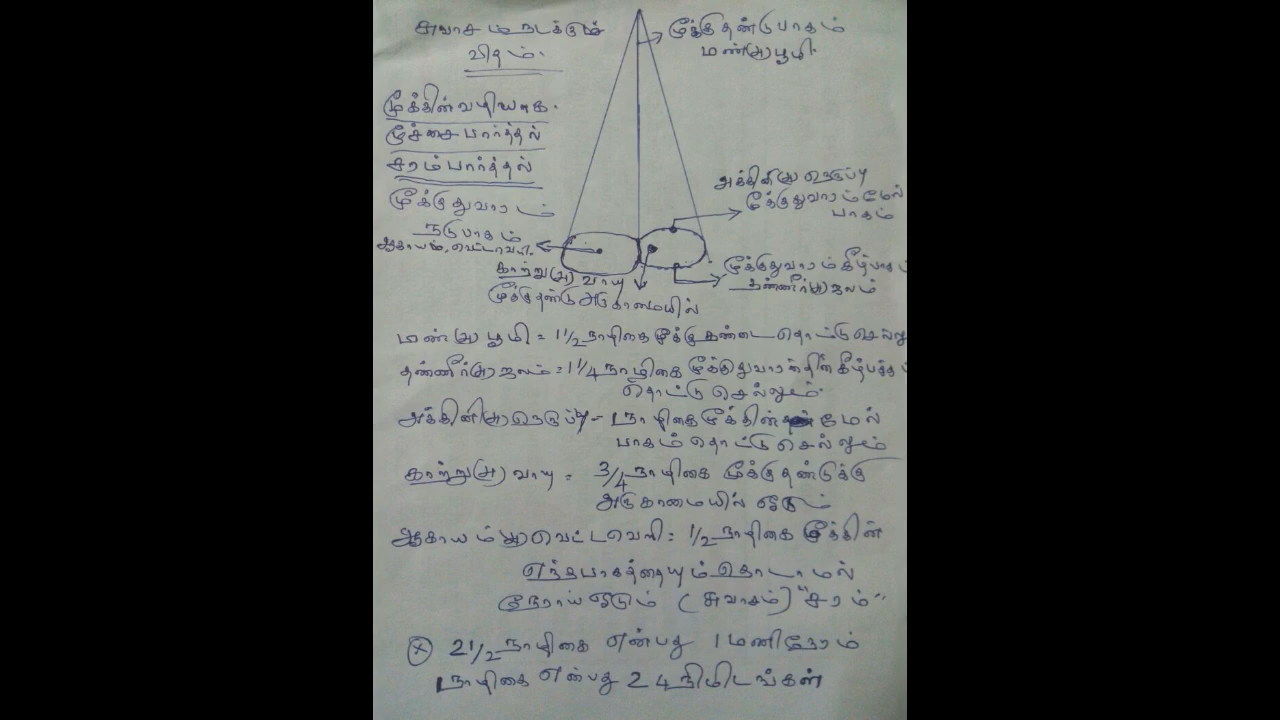 சுவாசம் நடக்கும்
விதம்.
மூக்கு தண்டு பாகம்
மண் (அ) பூமி.
மூக்கின் வழியாக.
மூச்சை பார்த்தல்
சரம் பார்த்தல்
அக்கினி (அ) நெருப்பு
மூக்கு துவாரம் மேல்
பாகம்
மூக்கு துவாரம்
நடு பாகம்
ஆகாயம், வெட்டவெளி.
மூக்கு துவாரம் கீழ் பாகம்
தண்ணீர் (அ) ஜலம்
காற்று (அ) வாயு
மூக்கு தண்டு அருகாமையில்
மண் (அ) பூமி = 1 1/2 நாழிகை மூக்கு தண்டை தொட்டு செல்லு
தண்ணீர் (அ) ஜலம் = 1 1/4 நாழிகை மூக்கு துவாரத்தின் கீழ்பக்கம்
தொட்டு செல்லும்.
அக்கினி (அ) நெருப்பு - 1 நாழிகை மூக்கின் மேல்
பாகம் தொட்டு செல்லும்
காற்று (அ) வாயு = 3/4 நாழிகை மூக்கு தண்டுக்கு
அருகாமையில் ஓடும்
ஆகாயம் (அ) வெட்டவெளி = 1/2 நாழிகை மூக்கின்
எந்த பாகத்தையும் தொடாமல்
நேராய் ஓடும் (சுவாசம்) "சரம்"
2 1/2 நாழிகை என்பது 1 மணி நேரம்
1 நாழிகை என்பது 24 நிமிடங்கள்